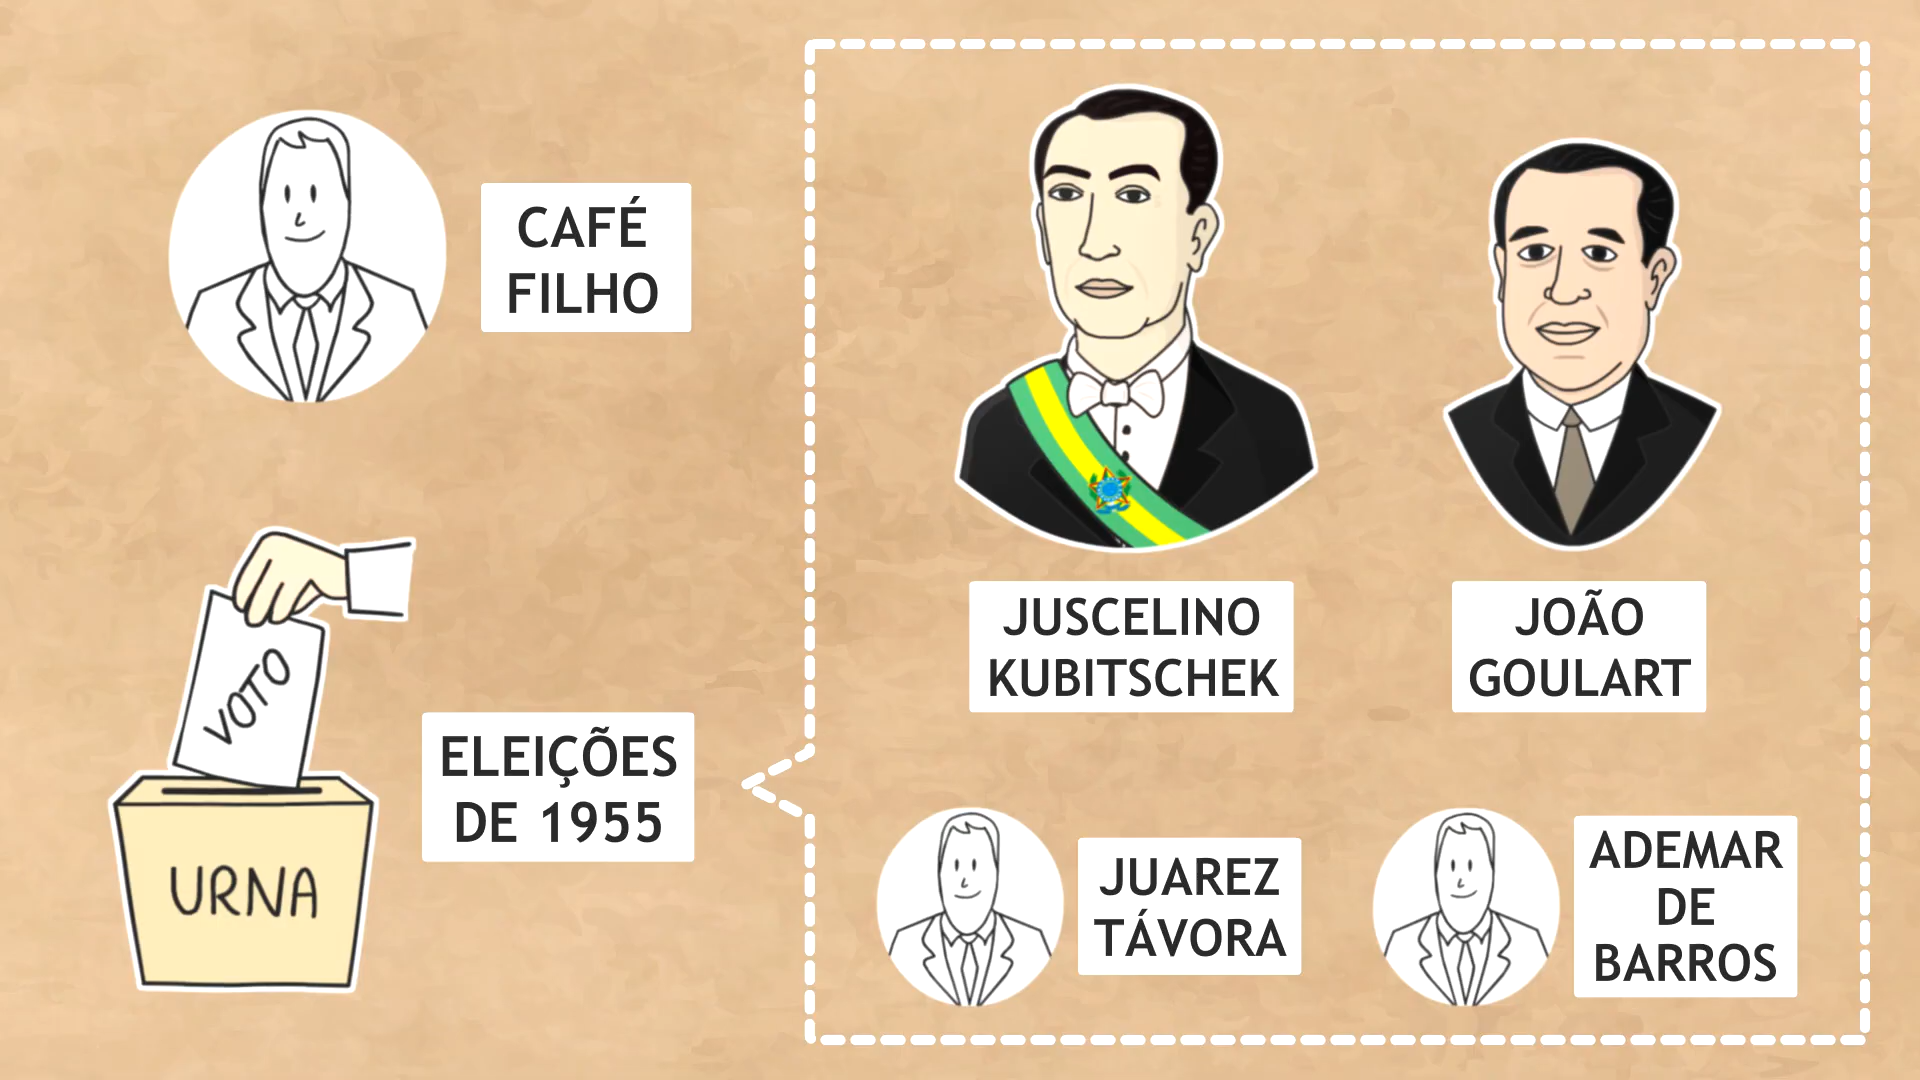 CAFÉ
FILHO
VOTO
URNA
ELEIÇÕES
DE 1955
JUSCELINO
KUBITSCHEK
JOÃO
GOULART
JUAREZ
TÁVORA
ADEMAR
DE
BARROS